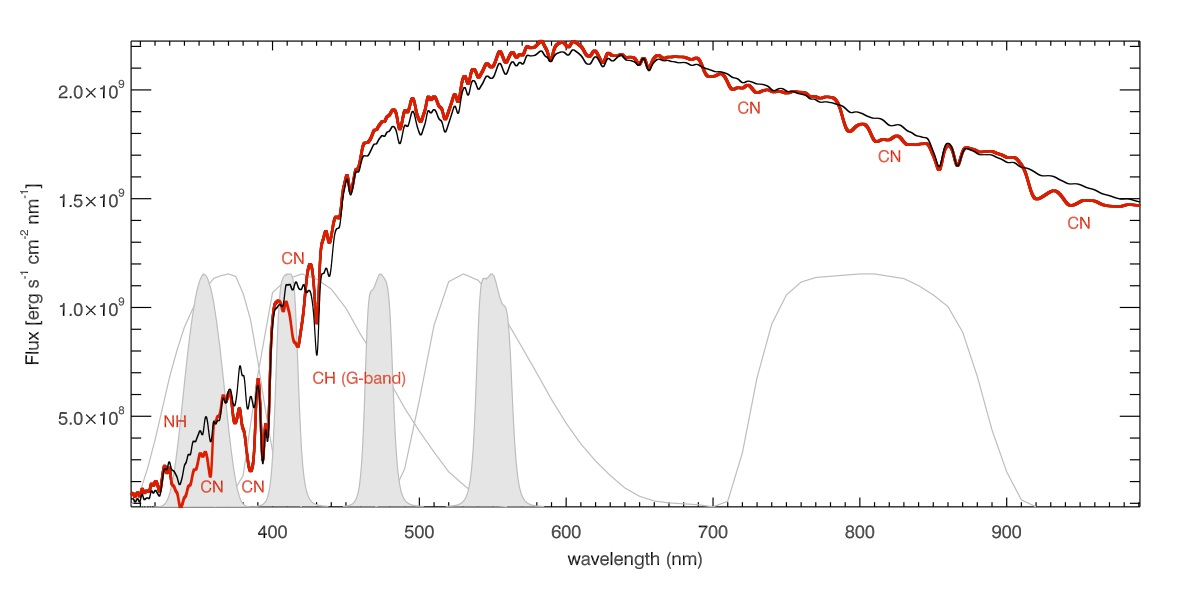 2.0×10⁹
1.5×10⁹
1.0×10⁹
5.0×10⁸
Flux [erg s⁻¹ cm⁻² nm⁻¹]
CN
CN
CN
CN
CH (G-band)
NH
CN
CN
400 500 600 700 800 900
wavelength (nm)